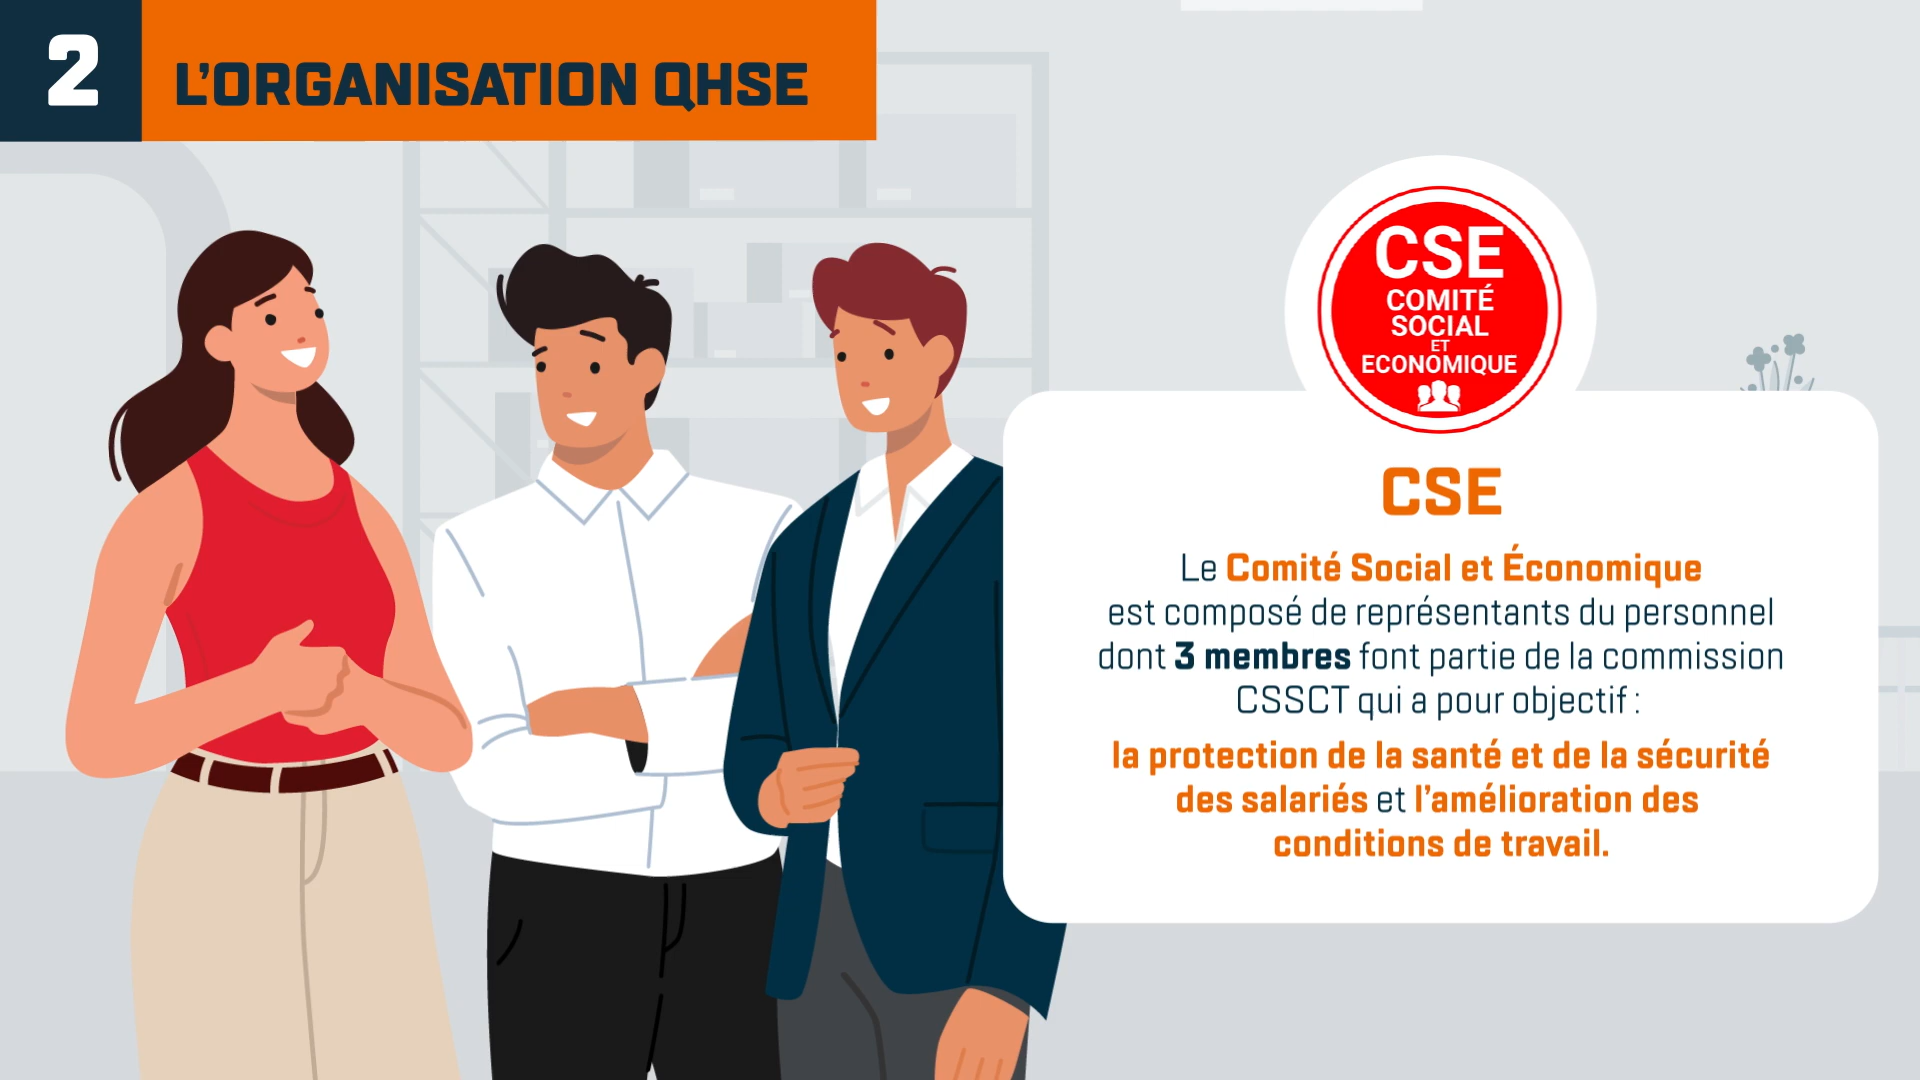 2
L'ORGANISATION QHSE
CSE
COMITÉ
SOCIAL
ET
ECONOMIQUE
CSE
Le Comité Social et Économique
est composé de représentants du personnel
dont 3 membres font partie de la commission
CSSCT qui a pour objectif :
la protection de la santé et de la sécurité
des salariés et l'amélioration des
conditions de travail.